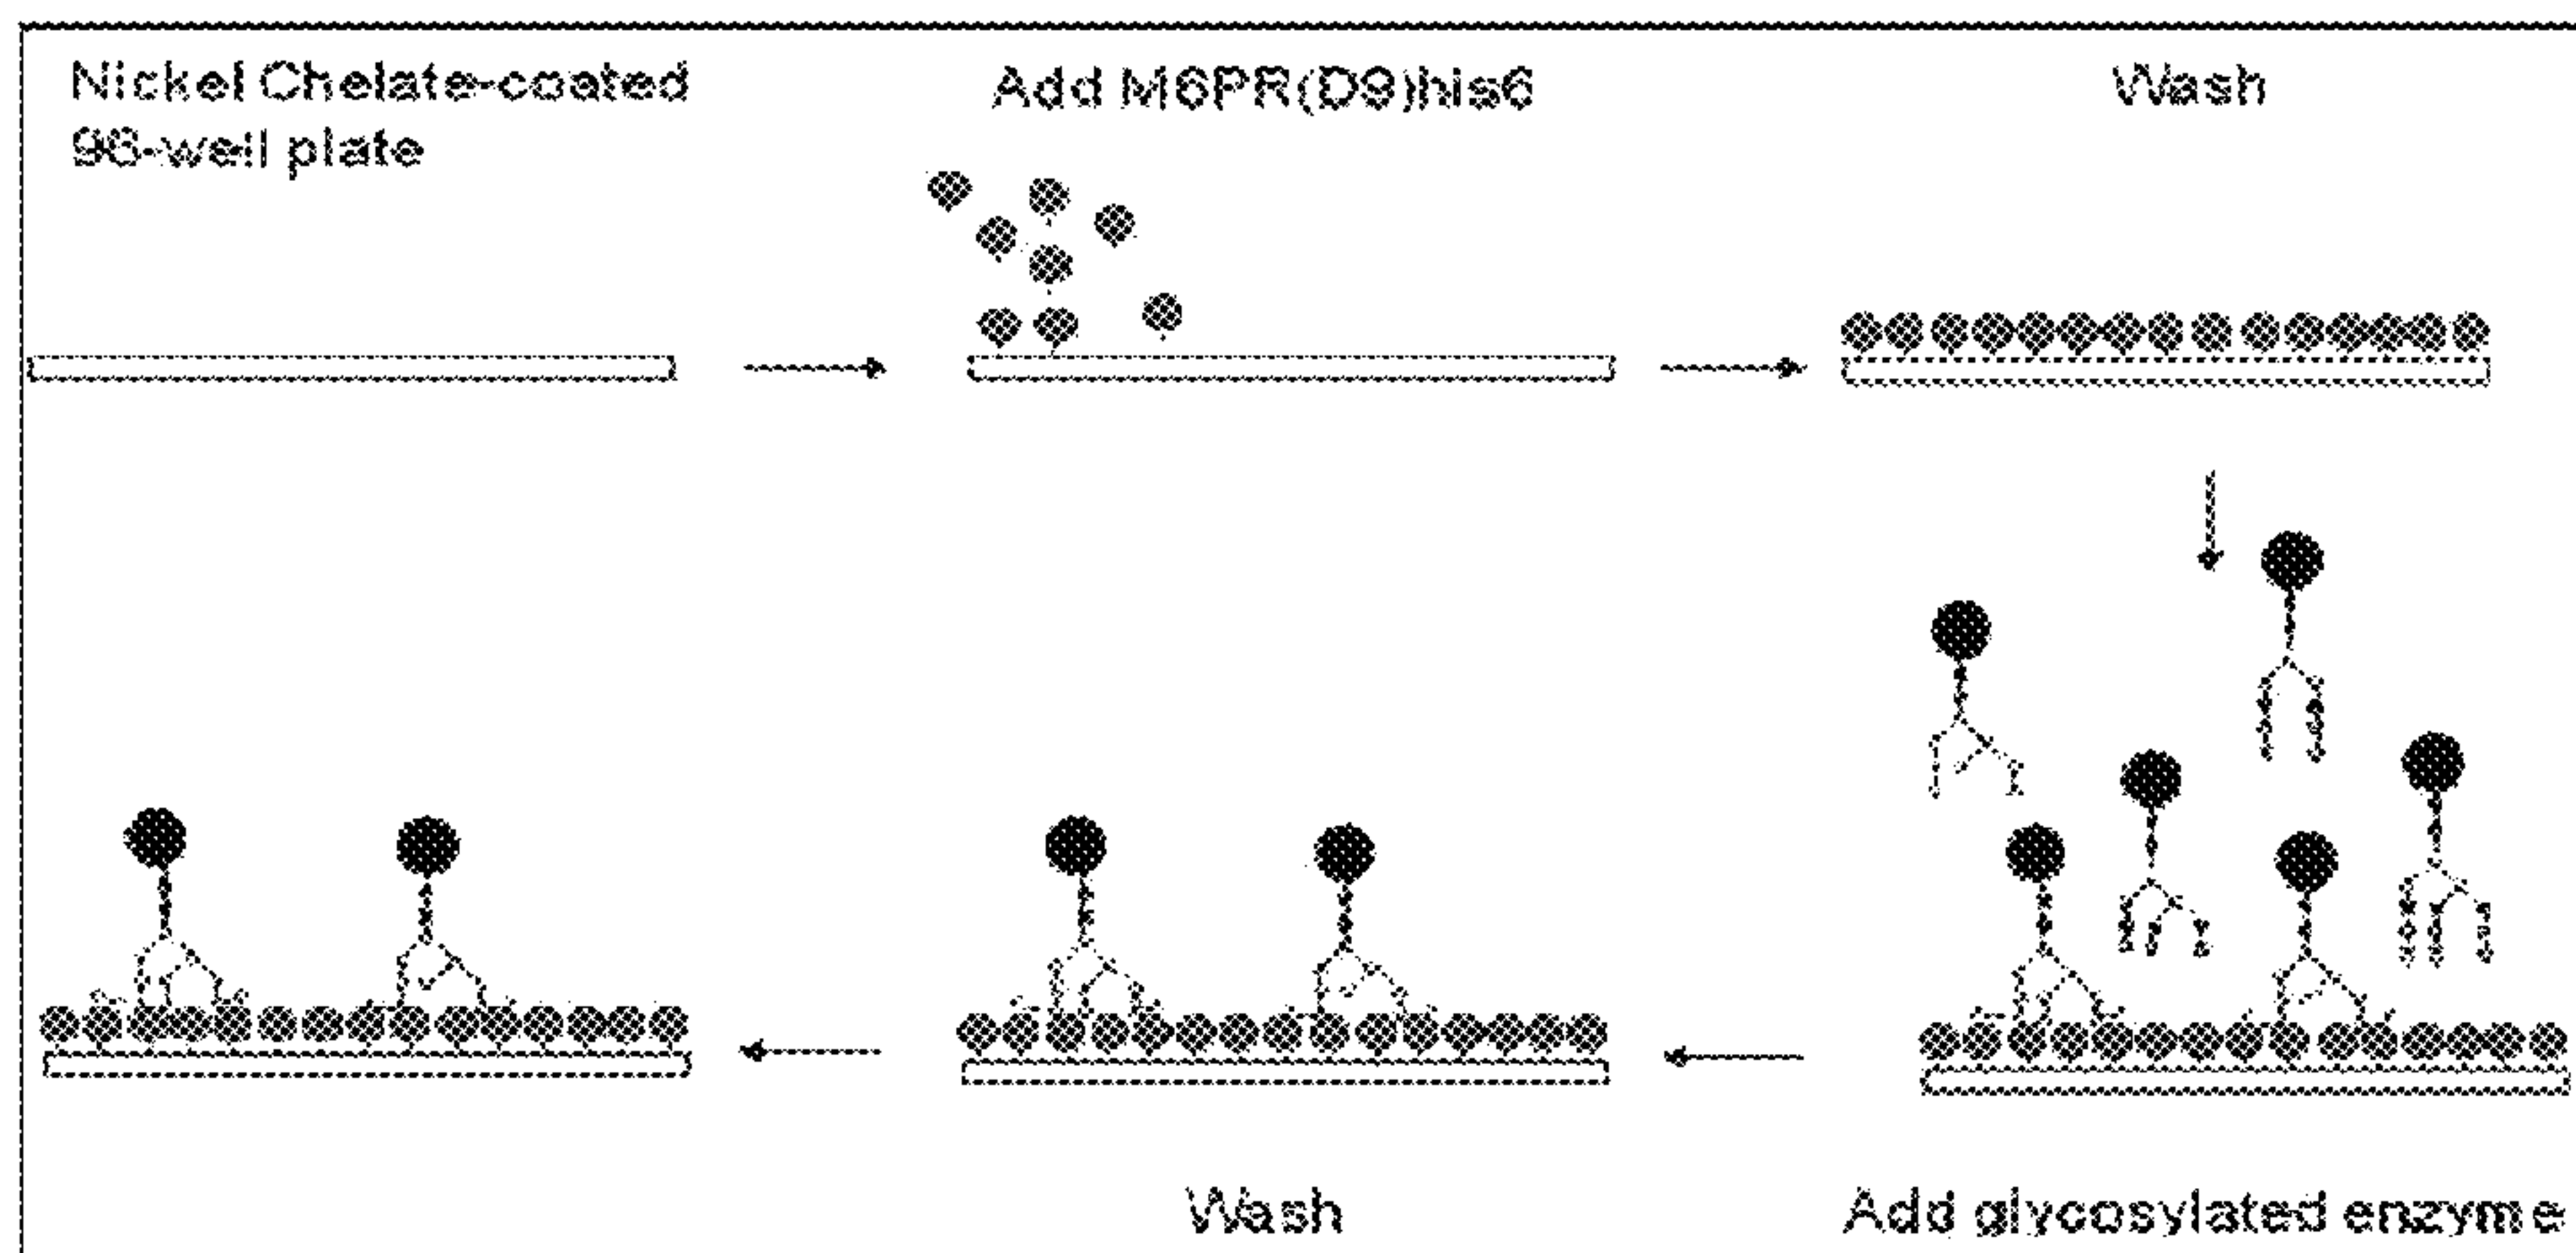 Nickel Chelate-coated
96-well plate
Add M6PR(D9)his6
Wash
Wash
Add glycosylated enzyme